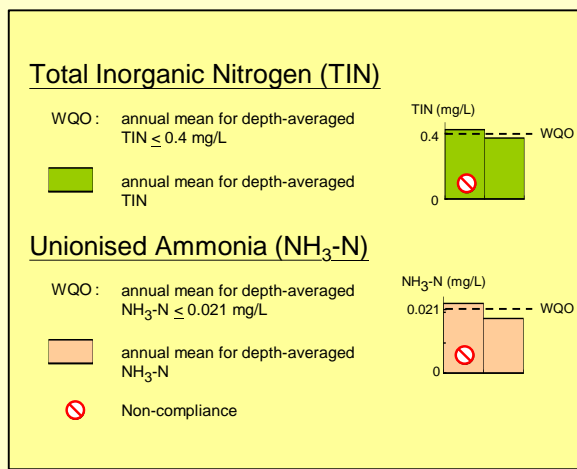 Total Inorganic Nitrogen (TIN)
WQO : annual mean for depth-averaged
TIN ≤ 0.4 mg/L
annual mean for depth-averaged
TIN
TIN (mg/L)
0.4
WQO
0
Unionised Ammonia (NH₃-N)
WQO : annual mean for depth-averaged
NH₃-N ≤ 0.021 mg/L
annual mean for depth-averaged
NH₃-N
Non-compliance
NH₃-N (mg/L)
0.021
WQO
0